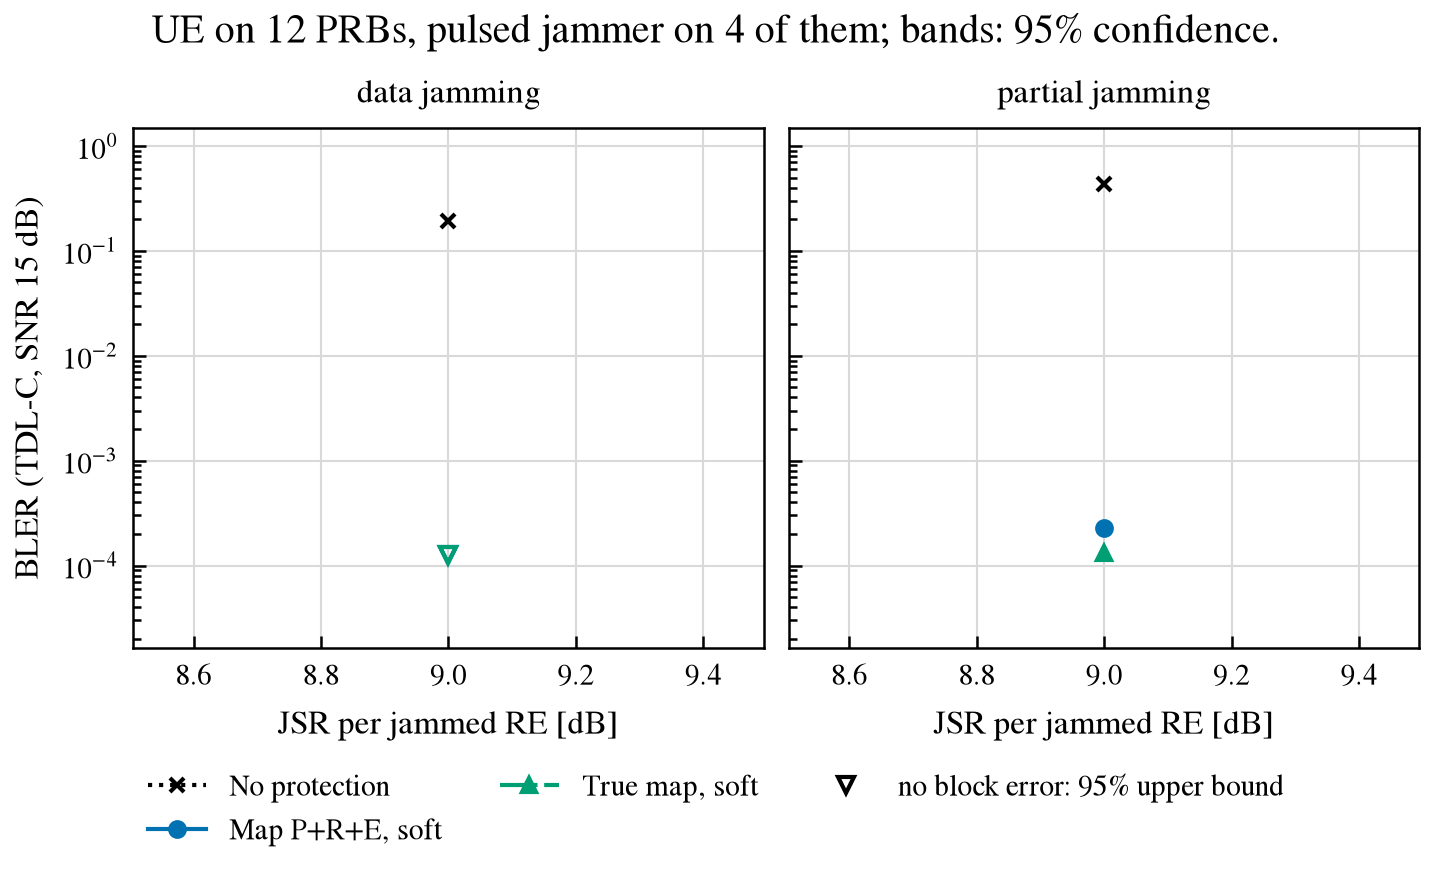 UE on 12 PRBs, pulsed jammer on 4 of them; bands: 95% confidence.
data jamming
partial jamming
BLER (TDL-C, SNR 15 dB)
10⁰
10⁻¹
10⁻²
10⁻³
10⁻⁴
8.6 8.8 9.0 9.2 9.4
8.6 8.8 9.0 9.2 9.4
JSR per jammed RE [dB]
JSR per jammed RE [dB]
No protection
True map, soft
no block error: 95% upper bound
Map P+R+E, soft